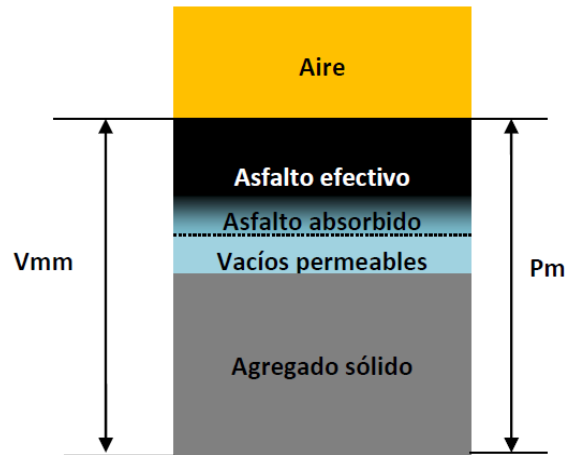 Aire
Asfalto efectivo
Asfalto absorbido
Vmm
Vacíos permeables
Pm
Agregado sólido